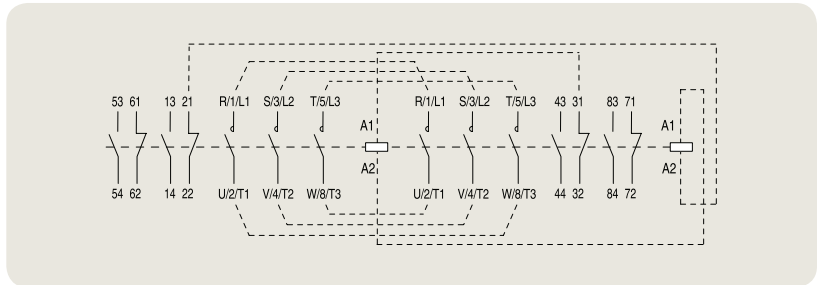 53 61 13 21 R/1/L1 S/3/L2 T/5/L3 R/1/L1 S/3/L2 T/5/L3 43 31 83 71
A1 A1
A2 A2
54 62 14 22 U/2/T1 V/4/T2 W/8/T3 U/2/T1 V/4/T2 W/8/T3 44 32 84 72